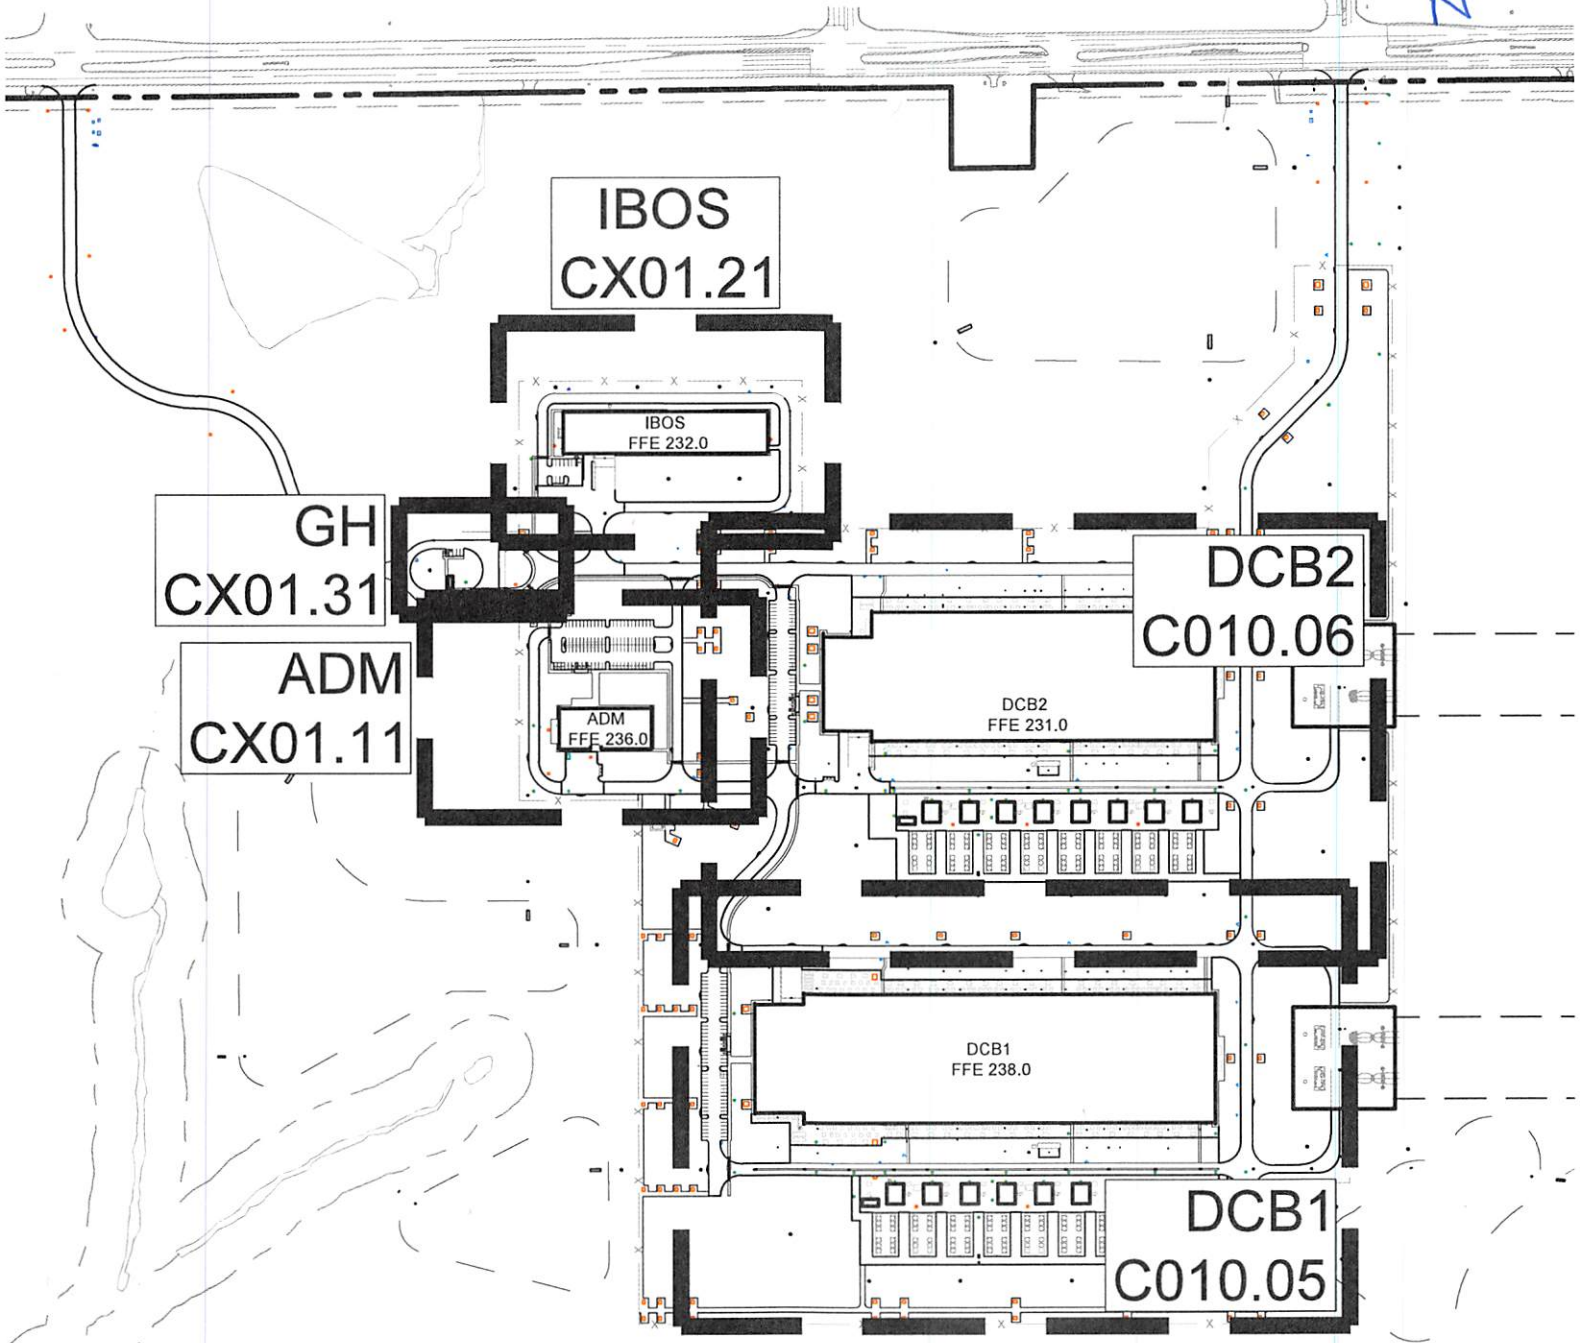 IBOS
CX01.21
IBOS
FFE 232.0
GH
CX01.31
DCB2
C010.06
ADM
CX01.11
ADM
FFE 236.0
DCB2
FFE 231.0
DCB1
FFE 238.0
DCB1
C010.05